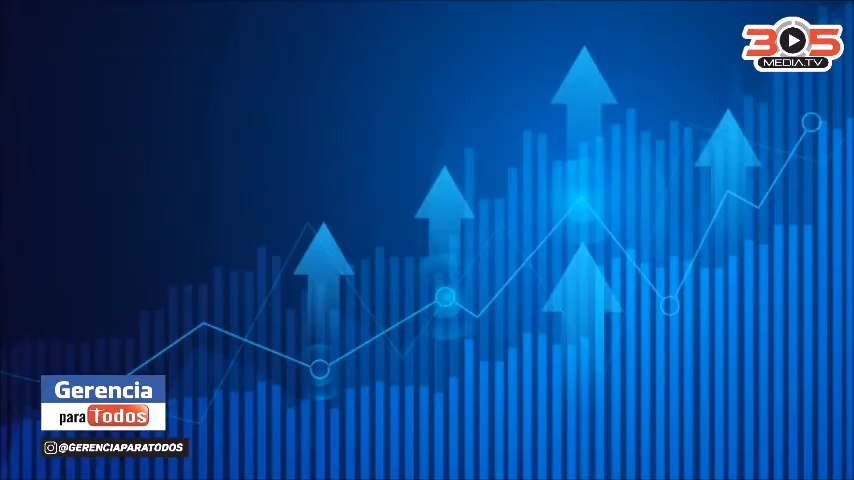 305
MEDIA.TV
Gerencia
para Todos
@GERENCIAPARATODOS